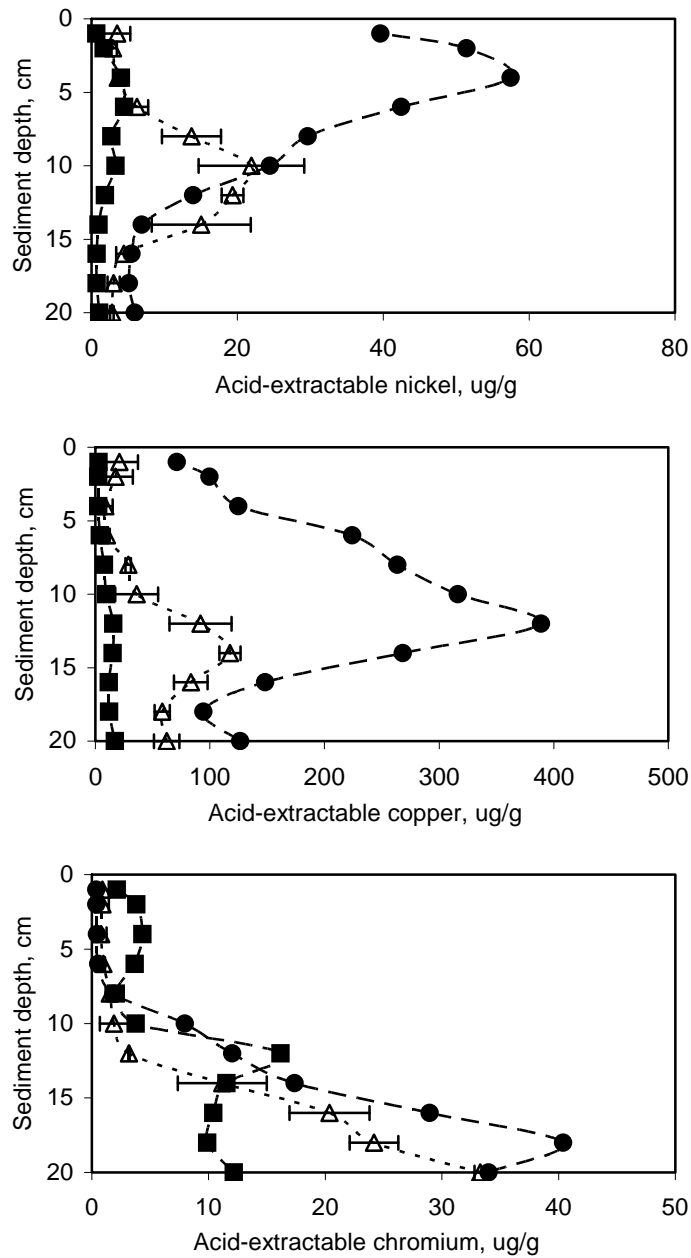 0
5
10
15
20
Sediment depth, cm
0 20 40 60 80
Acid-extractable nickel, ug/g
0
5
10
15
20
Sediment depth, cm
0 100 200 300 400 500
Acid-extractable copper, ug/g
0
5
10
15
20
Sediment depth, cm
0 10 20 30 40 50
Acid-extractable chromium, ug/g